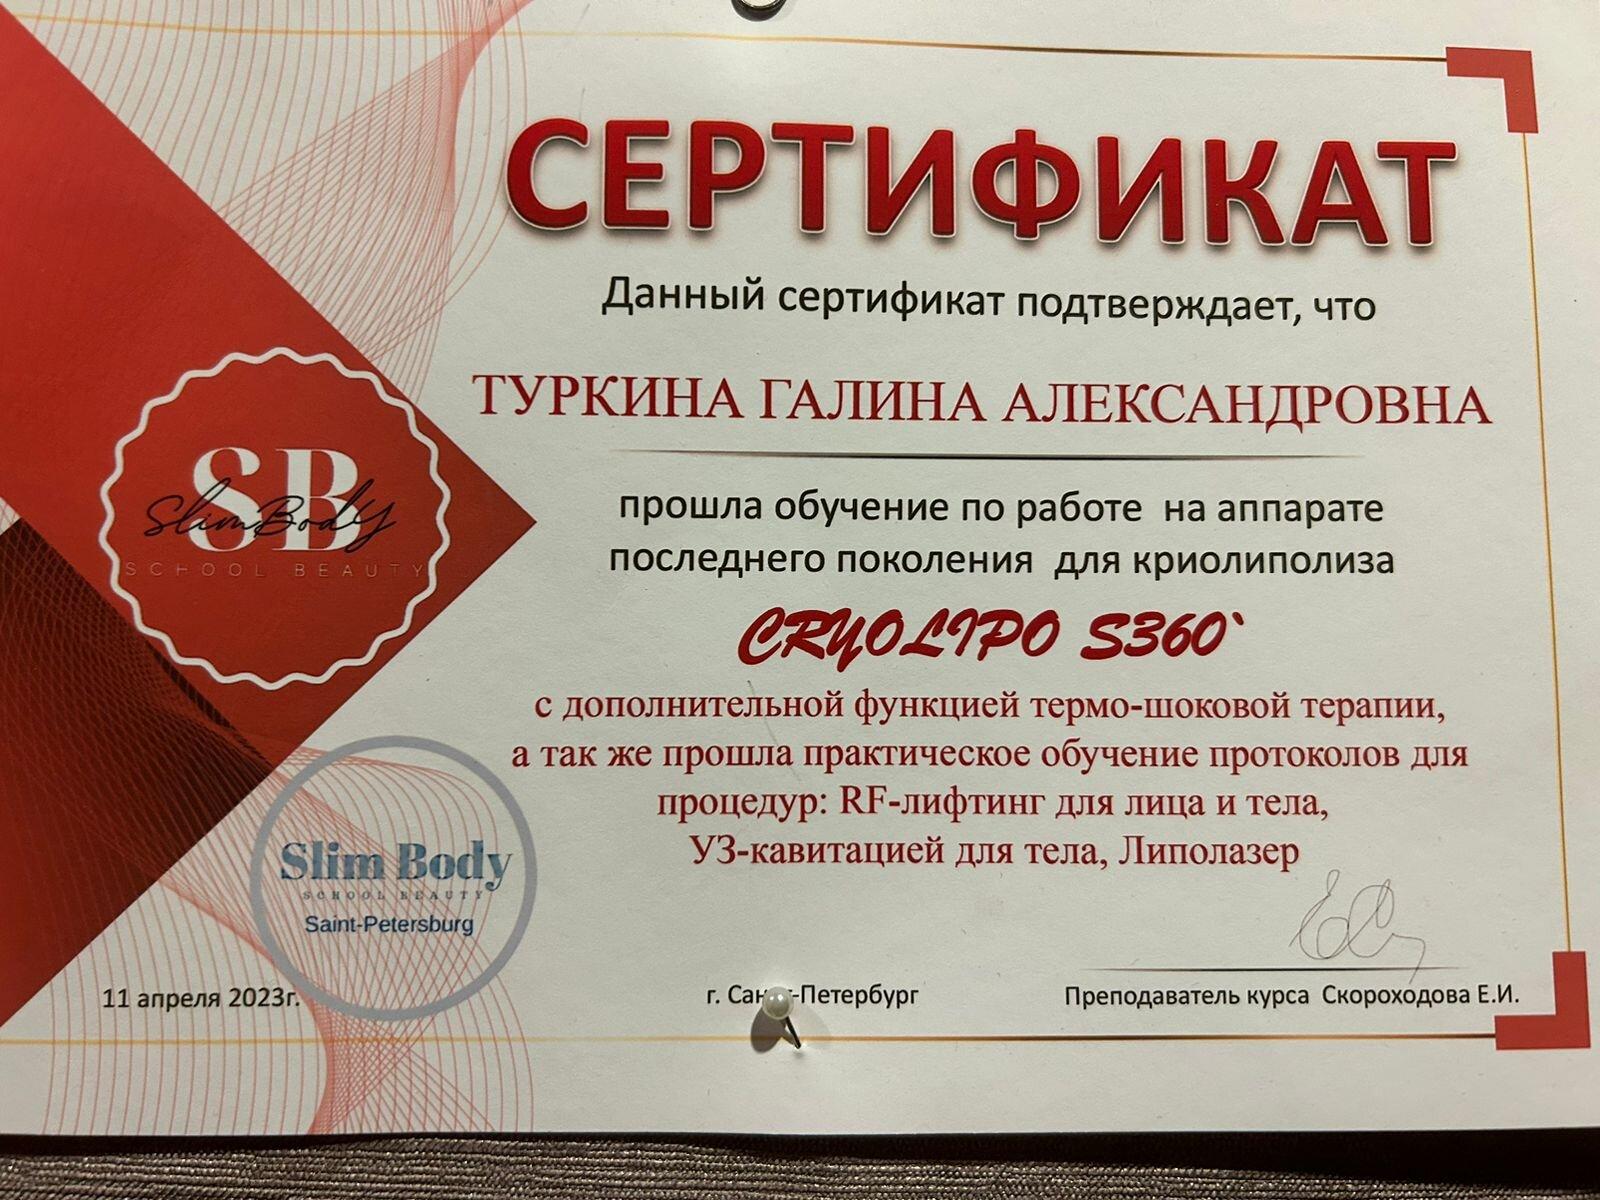 СЕРТИФИКАТ
Данный сертификат подтверждает, что
ТУРКИНА ГАЛИНА АЛЕКСАНДРОВНА
прошла обучение по работе на аппарате
последнего поколения для криолиполиза
CRYOLIPO S360`
с дополнительной функцией термо-шоковой терапии,
а так же прошла практическое обучение протоколов для
процедур: RF-лифтинг для лица и тела,
УЗ-кавитацией для тела, Липолазер
SB
SlimBody
SCHOOL BEAUTY
Slim Body
SCHOOL BEAUTY
Saint-Petersburg
11 апреля 2023г.
г. Санкт-Петербург
Преподаватель курса Скороходова Е.И.